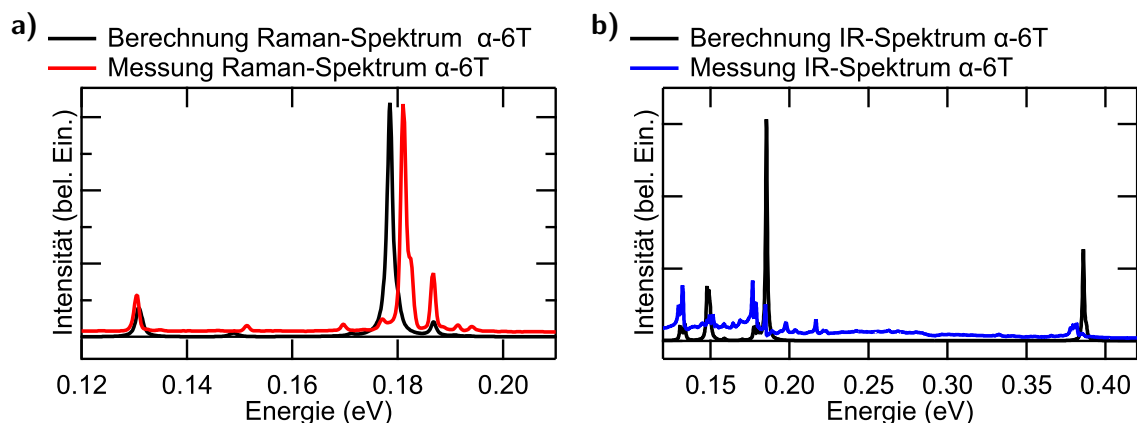 a)
Berechnung Raman-Spektrum α-6T
Messung Raman-Spektrum α-6T
Intensität (bel. Ein.)
0.12 0.14 0.16 0.18 0.20
Energie (eV)
b)
Berechnung IR-Spektrum α-6T
Messung IR-Spektrum α-6T
Intensität (bel. Ein.)
0.15 0.20 0.25 0.30 0.35 0.40
Energie (eV)